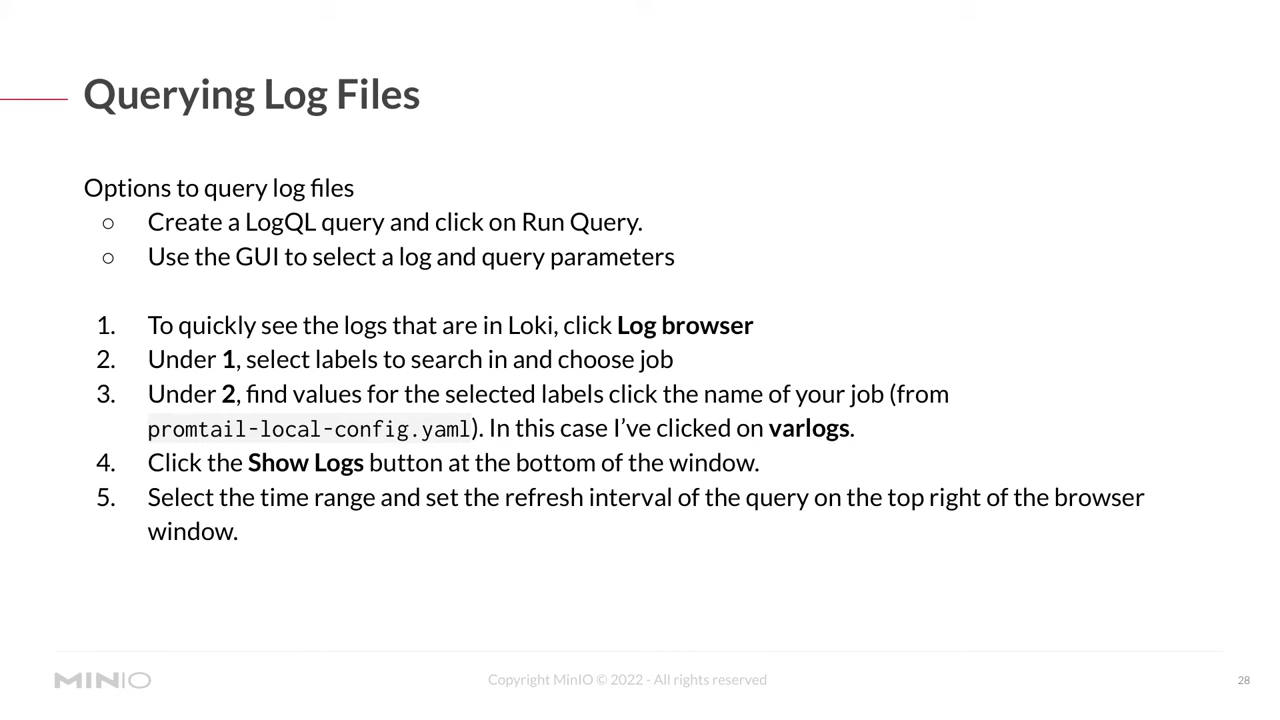 Querying Log Files
Options to query log files
○ Create a LogQL query and click on Run Query.
○ Use the GUI to select a log and query parameters
1. To quickly see the logs that are in Loki, click Log browser
2. Under 1, select labels to search in and choose job
3. Under 2, find values for the selected labels click the name of your job (from
promtail-local-config.yaml). In this case I’ve clicked on varlogs.
4. Click the Show Logs button at the bottom of the window.
5. Select the time range and set the refresh interval of the query on the top right of the browser
window.
MINIO
Copyright MinIO © 2022 - All rights reserved
28